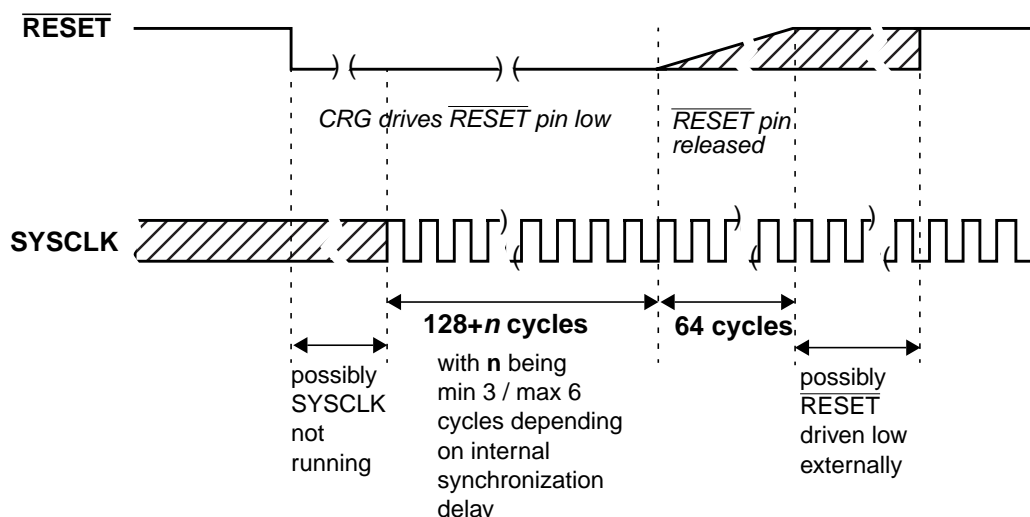 RESET
CRG drives RESET pin low
RESET pin
released
SYSCLK
128+n cycles
64 cycles
with n being
min 3 / max 6
cycles depending
on internal
synchronization
delay
possibly
SYSCLK
not
running
possibly
RESET
driven low
externally